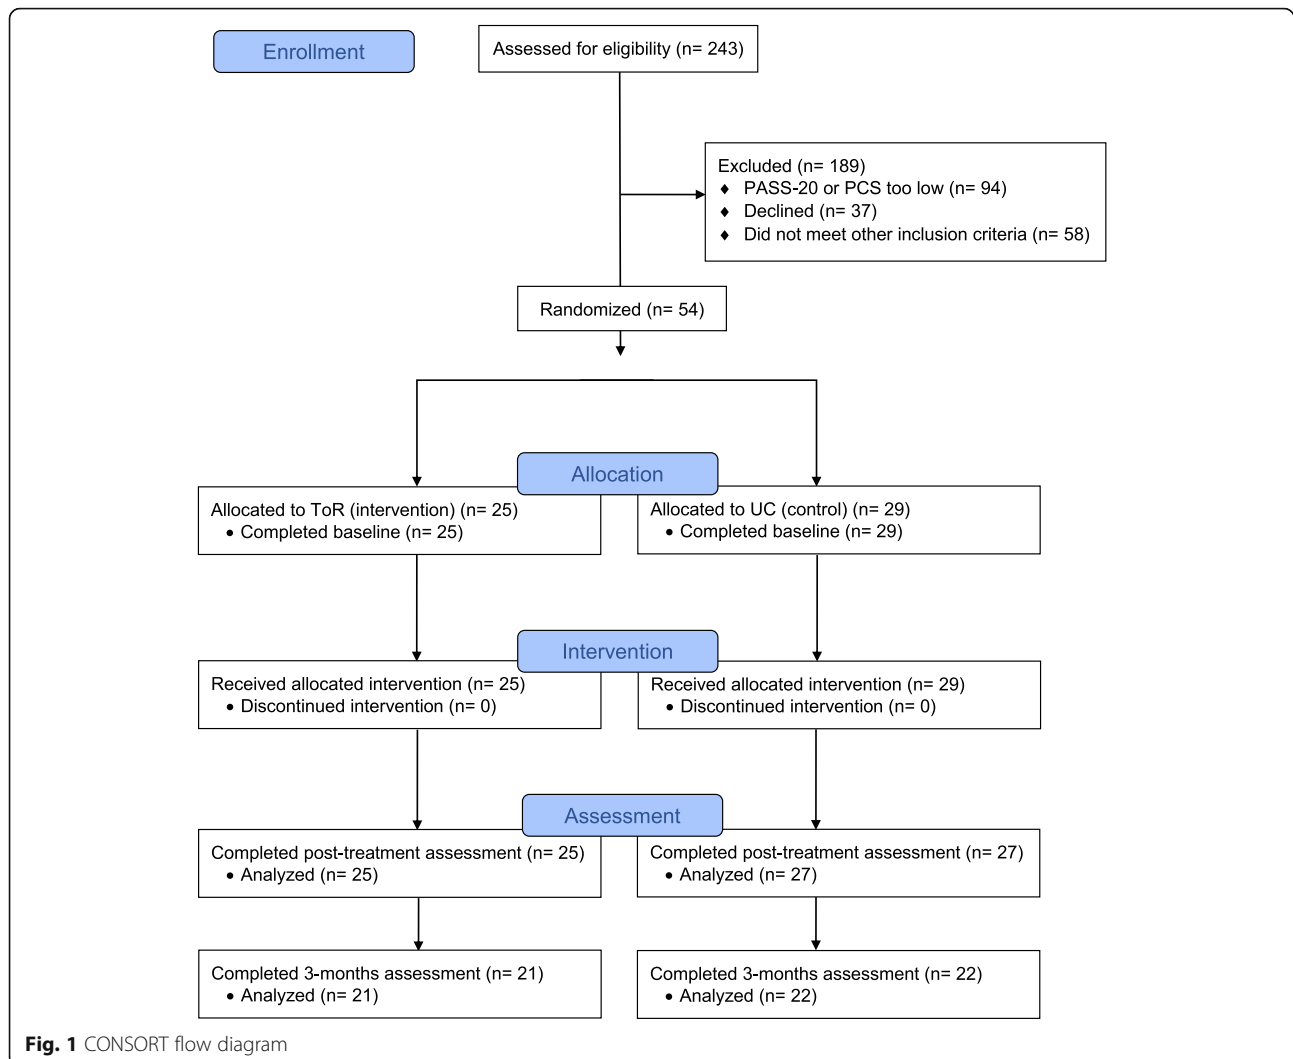 Enrollment
Assessed for eligibility (n= 243)
Excluded (n= 189)
♦ PASS-20 or PCS too low (n= 94)
♦ Declined (n= 37)
♦ Did not meet other inclusion criteria (n= 58)
Randomized (n= 54)
Allocation
Allocated to ToR (intervention) (n= 25)
• Completed baseline (n= 25)
Allocated to UC (control) (n= 29)
• Completed baseline (n= 29)
Intervention
Received allocated intervention (n= 25)
• Discontinued intervention (n= 0)
Received allocated intervention (n= 29)
• Discontinued intervention (n= 0)
Assessment
Completed post-treatment assessment (n= 25)
• Analyzed (n= 25)
Completed post-treatment assessment (n= 27)
• Analyzed (n= 27)
Completed 3-months assessment (n= 21)
• Analyzed (n= 21)
Completed 3-months assessment (n= 22)
• Analyzed (n= 22)
Fig. 1 CONSORT flow diagram